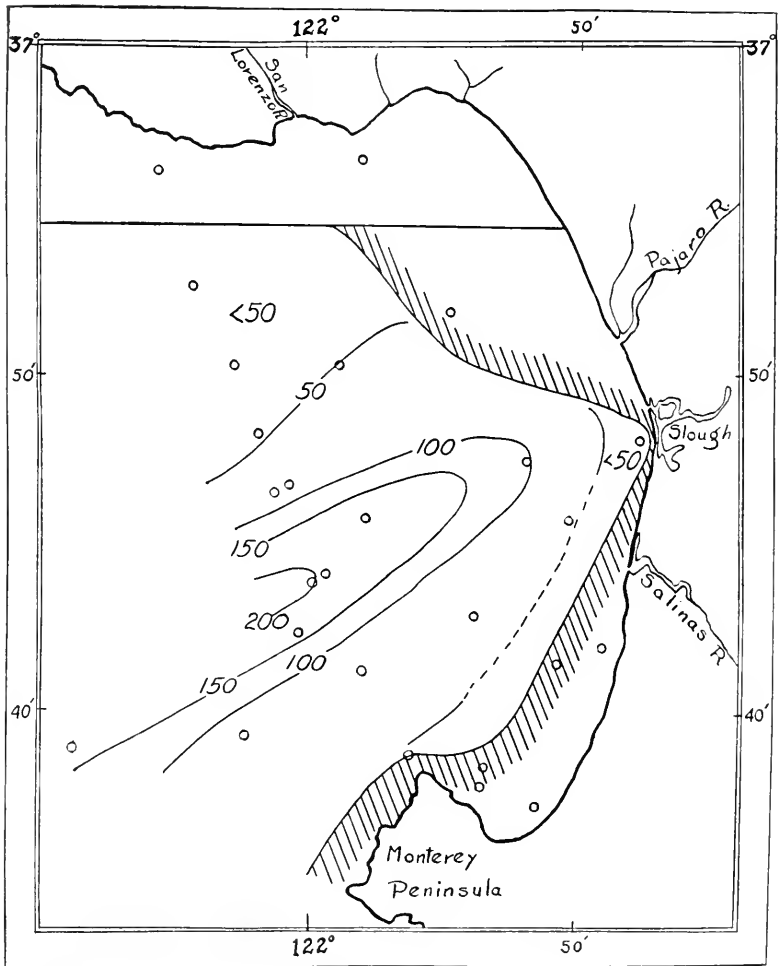 122° 50'
37° 37°
San
Lorenzo R.
Pajaro R.
<50
50' 50'
50
Slough
100
<50
150
200
Salinas R
100
150
40' 40'
Monterey
Peninsula
122° 50'